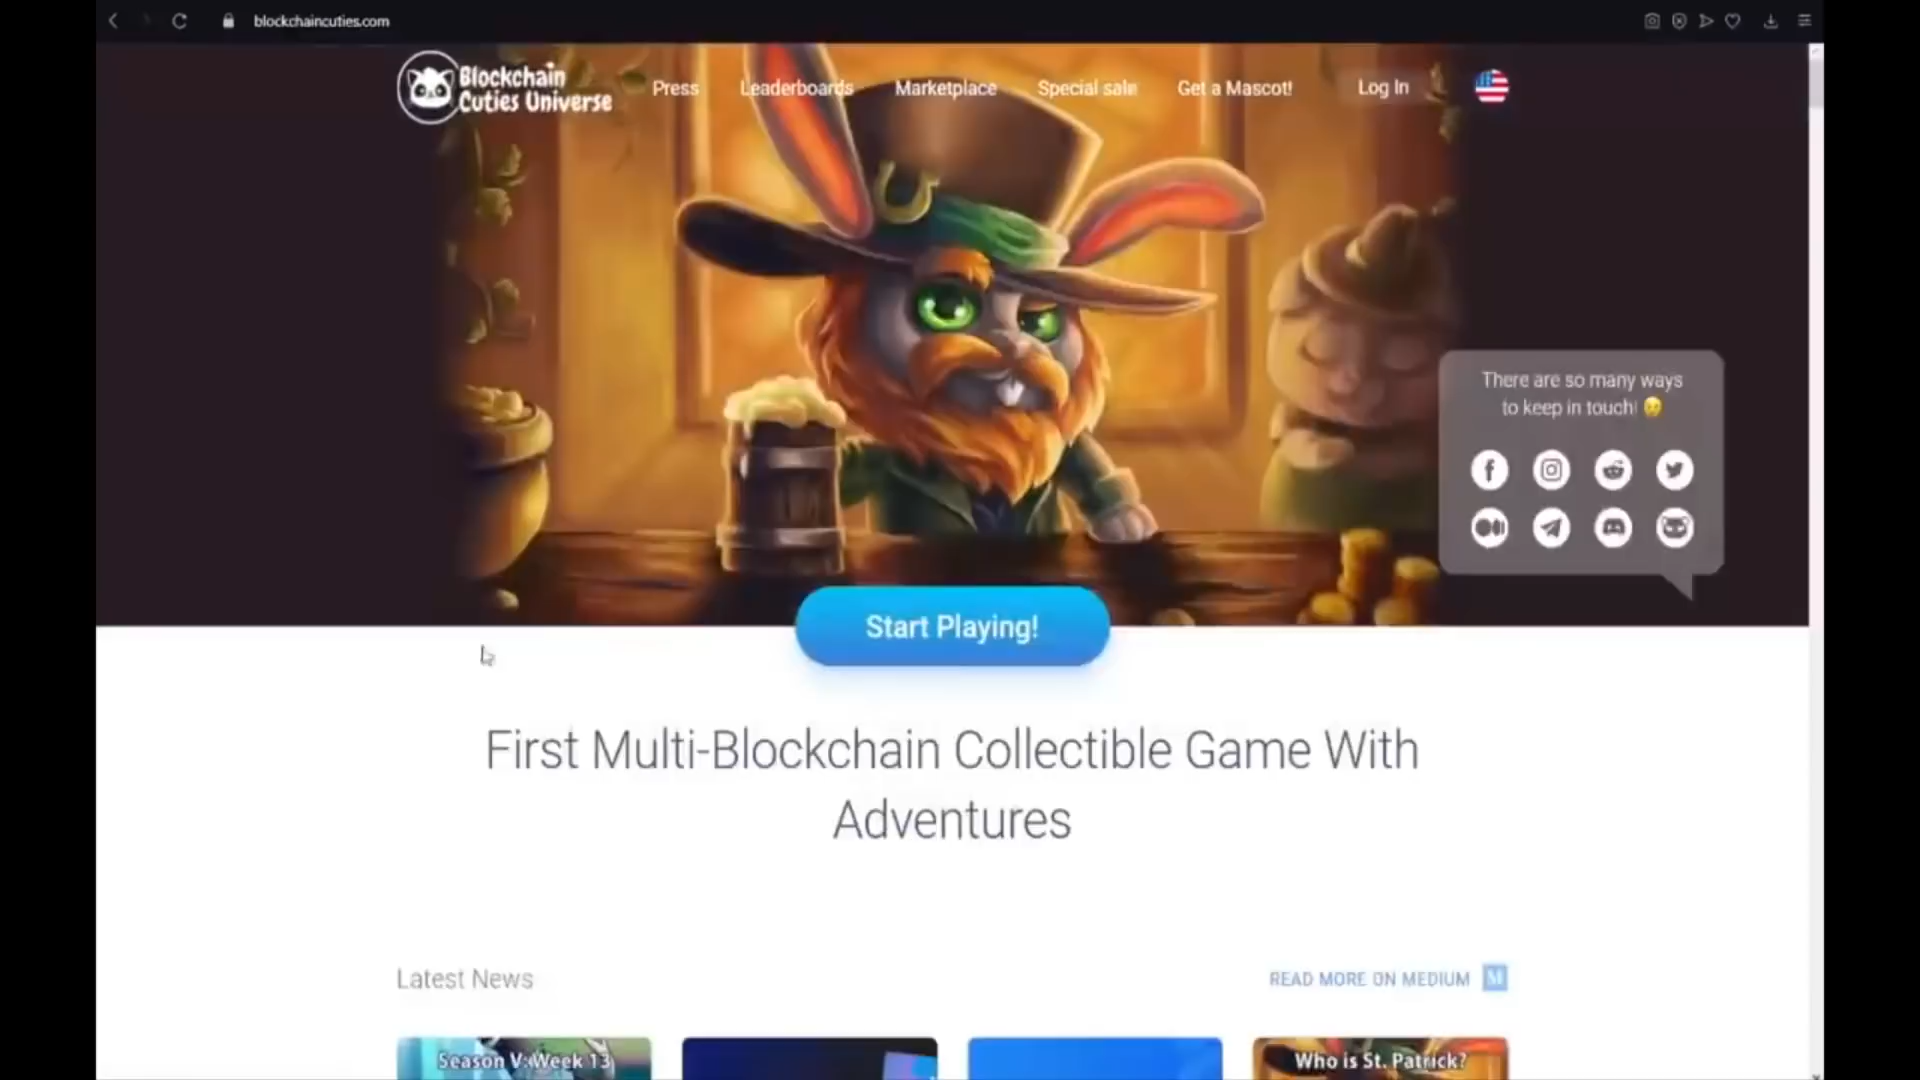 blockchaincuties.com
Blockchain
Cuties Universe
Press
Leaderboards
Marketplace
Special sale
Get a Mascot!
Log In
There are so many ways
to keep in touch!
Start Playing!
First Multi-Blockchain Collectible Game With
Adventures
Latest News
READ MORE ON MEDIUM
M
Season V: Week 13
Who is St. Patrick?